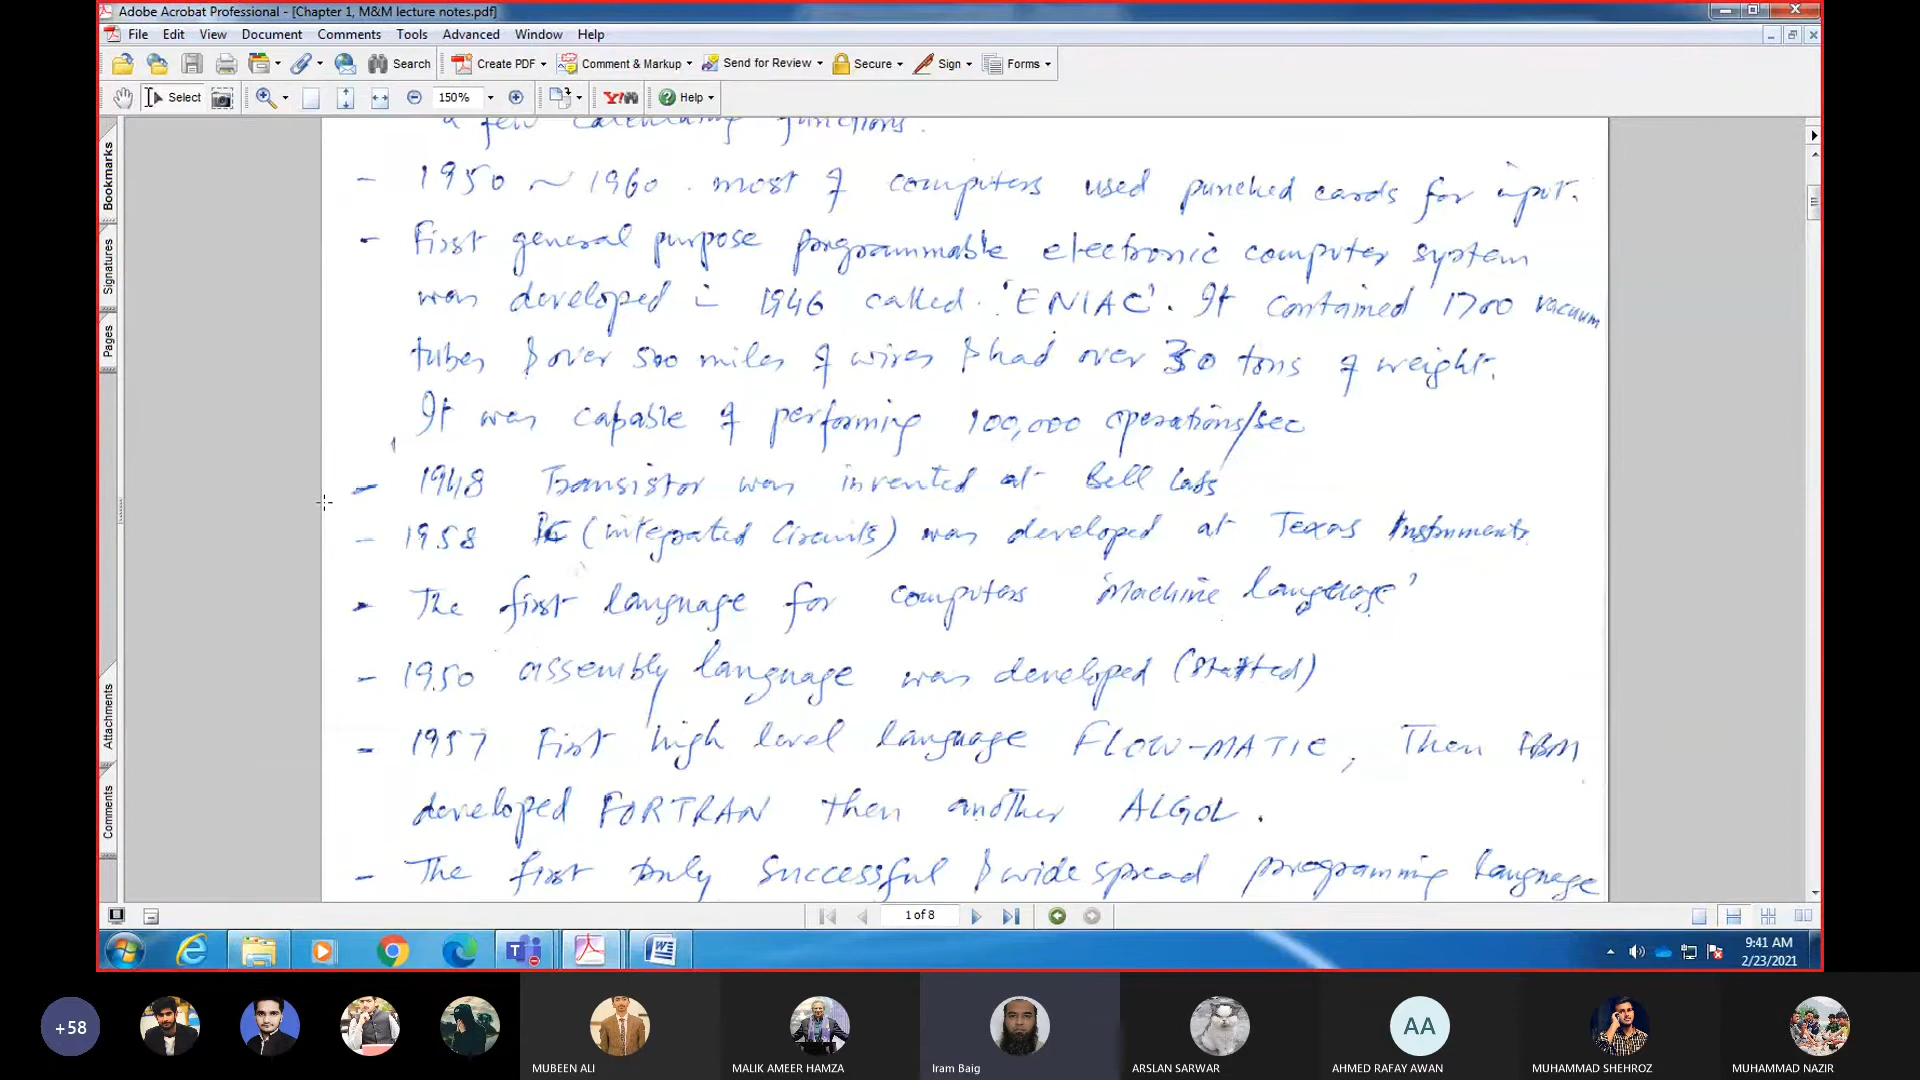 Adobe Acrobat Professional - [Chapter 1, M&M lecture notes.pdf]
File Edit View Document Comments Tools Advanced Window Help
Search Create PDF Comment & Markup Send for Review Secure Sign Forms
Select 150% Y! Help
a few calculating functions.
- 1950 ~ 1960 . most of computers used punched cards for input.
- First general purpose programmable electronic computer system
was developed in 1946 called 'ENIAC'. It contained 1700 vacuum
tubes & over 500 miles of wires & had over 30 tons of weight.
It was capable of performing 100,000 operations/sec
- 1948 Transistor was invented at Bell Labs
- 1958 IC (integrated Circuits) was developed at Texas Instruments
- The first language for computers 'Machine language'
- 1950 assembly language was developed (started)
- 1957 First high level language FLOW-MATIC, Then IBM
developed FORTRAN then another ALGOL.
- The first truly successful & wide spread programming language
Bookmarks
Signatures
Pages
Attachments
Comments
1 of 8
9:41 AM
2/23/2021
+58
AA
MUBEEN ALI MALIK AMEER HAMZA Iram Baig ARSLAN SARWAR AHMED RAFAY AWAN MUHAMMAD SHEHROZ MUHAMMAD NAZIR